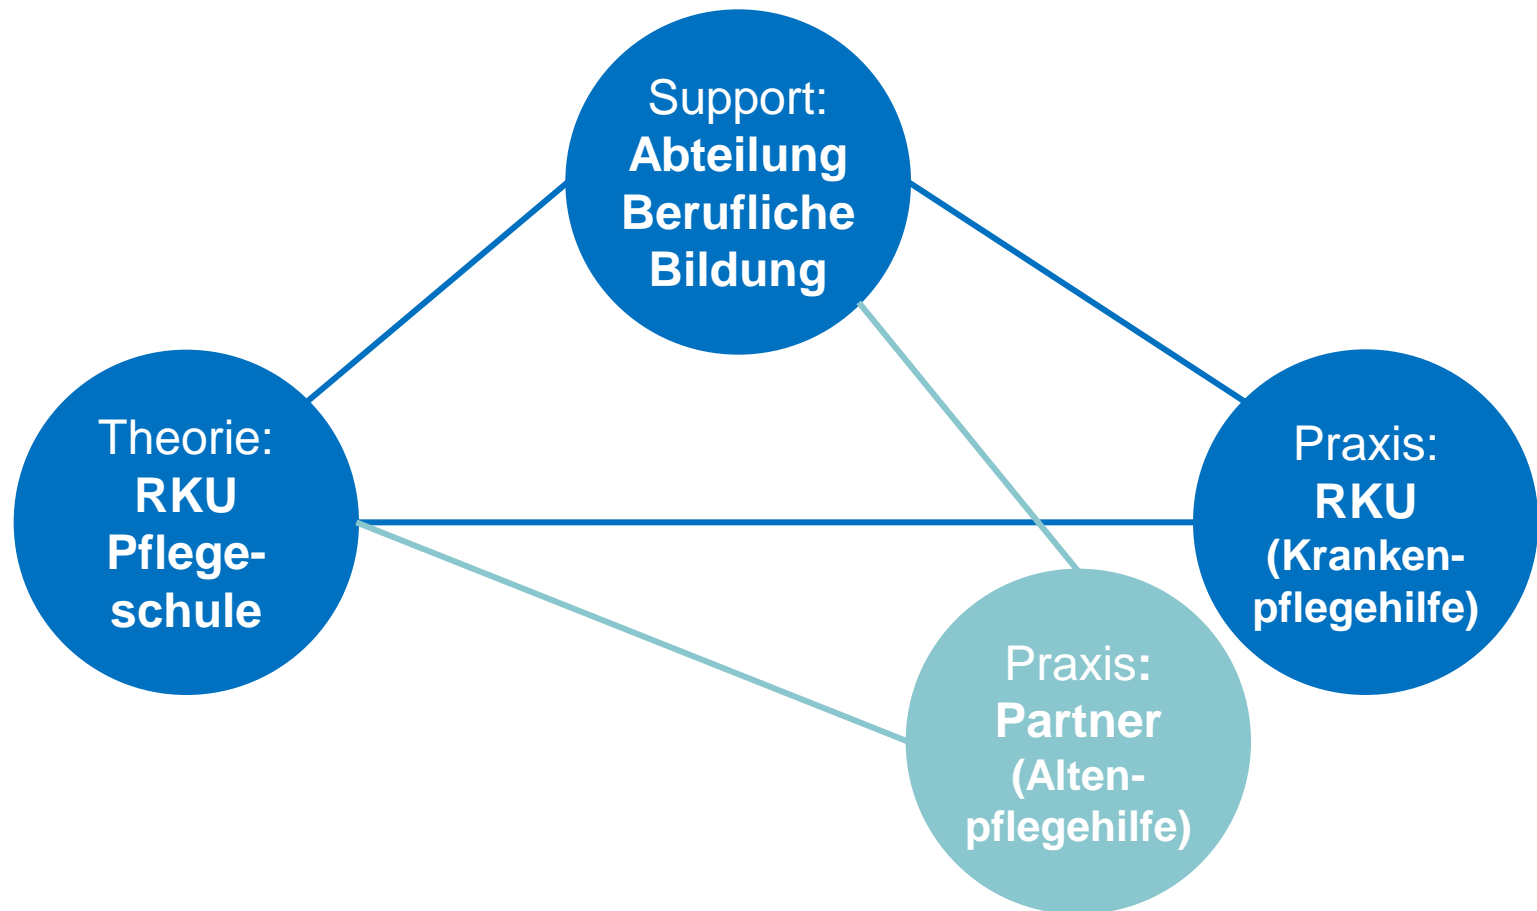 Support:
Abteilung
Berufliche
Bildung
Theorie:
RKU
Pflege-
schule
Praxis:
RKU
(Kranken-
pflegehilfe)
Praxis:
Partner
(Alten-
pflegehilfe)